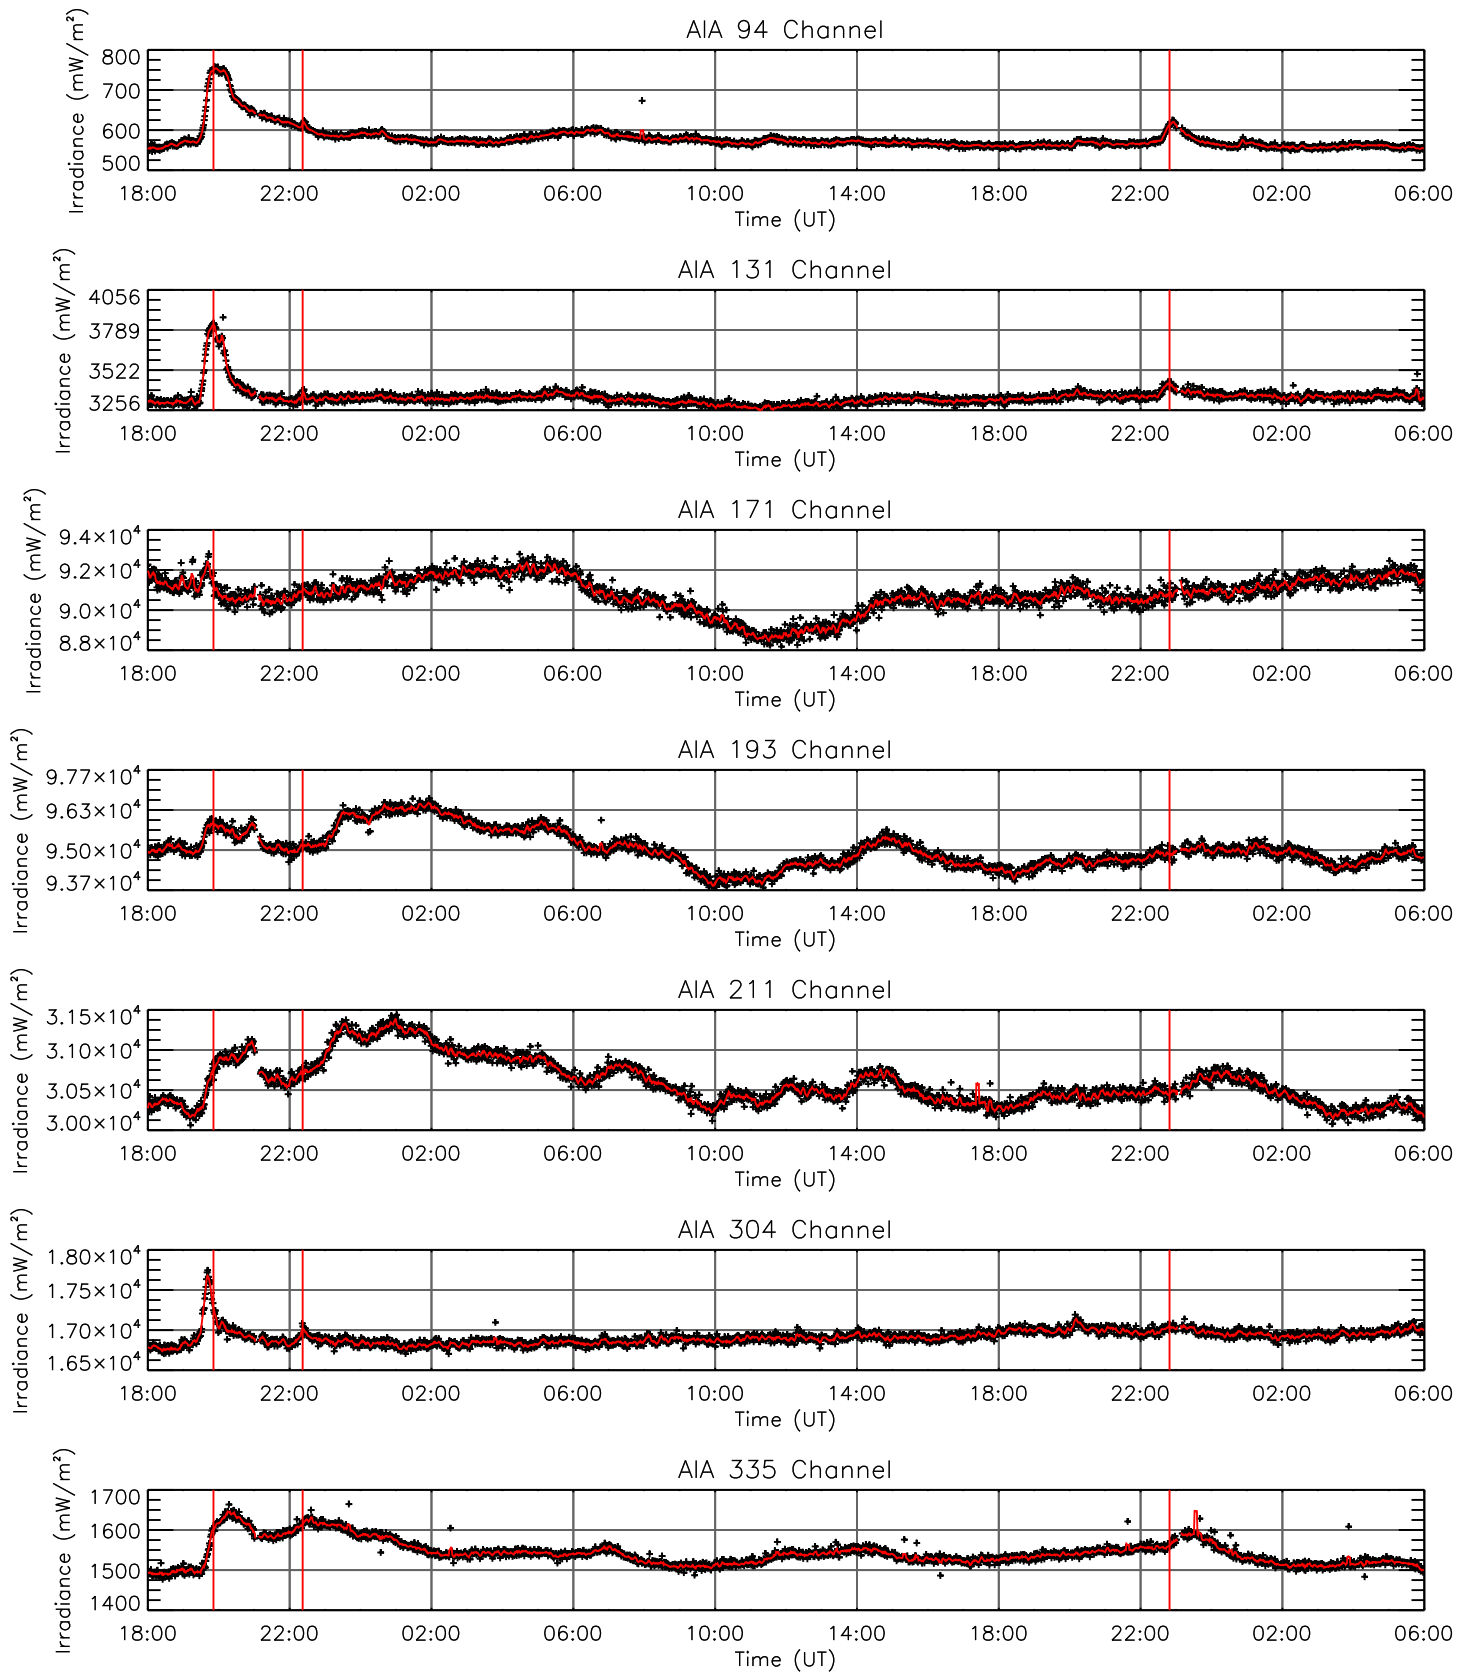 AIA 94 Channel
Irradiance (mW/m²)
800
700
600
500
18:00 22:00 02:00 06:00 10:00 14:00 18:00 22:00 02:00 06:00
Time (UT)
AIA 131 Channel
Irradiance (mW/m²)
4056
3789
3522
3256
18:00 22:00 02:00 06:00 10:00 14:00 18:00 22:00 02:00 06:00
Time (UT)
AIA 171 Channel
Irradiance (mW/m²)
9.4×10⁴
9.2×10⁴
9.0×10⁴
8.8×10⁴
18:00 22:00 02:00 06:00 10:00 14:00 18:00 22:00 02:00 06:00
Time (UT)
AIA 193 Channel
Irradiance (mW/m²)
9.77×10⁴
9.63×10⁴
9.50×10⁴
9.37×10⁴
18:00 22:00 02:00 06:00 10:00 14:00 18:00 22:00 02:00 06:00
Time (UT)
AIA 211 Channel
Irradiance (mW/m²)
3.15×10⁴
3.10×10⁴
3.05×10⁴
3.00×10⁴
18:00 22:00 02:00 06:00 10:00 14:00 18:00 22:00 02:00 06:00
Time (UT)
AIA 304 Channel
Irradiance (mW/m²)
1.80×10⁴
1.75×10⁴
1.70×10⁴
1.65×10⁴
18:00 22:00 02:00 06:00 10:00 14:00 18:00 22:00 02:00 06:00
Time (UT)
AIA 335 Channel
Irradiance (mW/m²)
1700
1600
1500
1400
18:00 22:00 02:00 06:00 10:00 14:00 18:00 22:00 02:00 06:00
Time (UT)